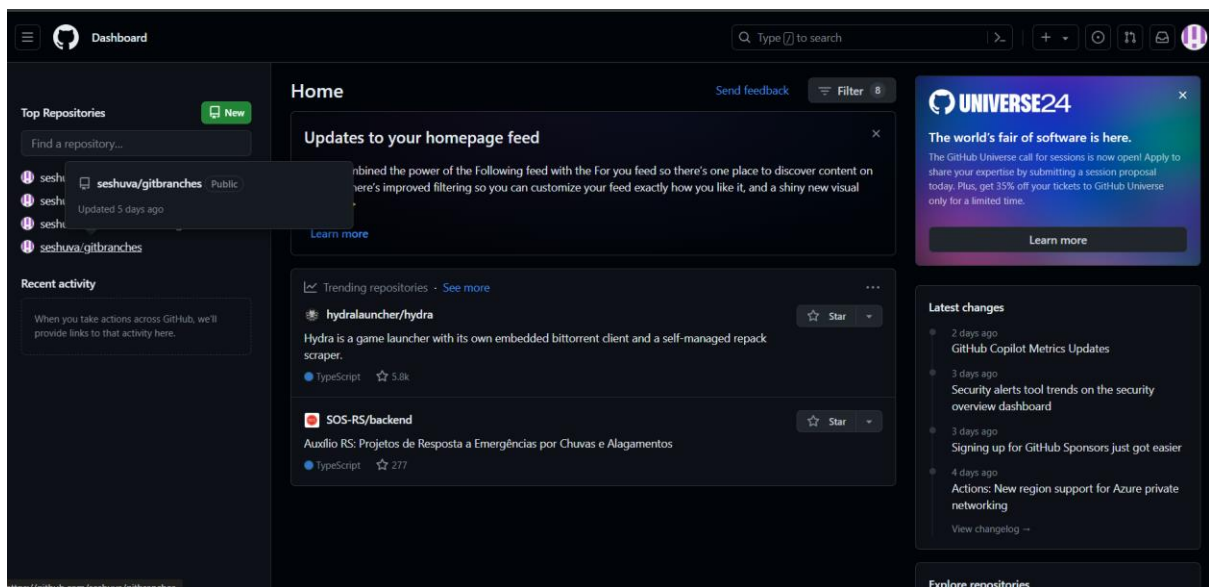 Dashboard
Type / to search
Top Repositories
New
Find a repository...
seshuva/gitbranches Public
Updated 5 days ago
seshuva/gitbranches
Recent activity
When you take actions across GitHub, we'll
provide links to that activity here.
Home
Send feedback
Filter 8
Updates to your homepage feed
the power of the Following feed with the For you feed so there's one place to discover content on
improved filtering so you can customize your feed exactly how you like it, and a shiny new visual
Learn more
Trending repositories · See more
hydralauncher/hydra
Star
Hydra is a game launcher with its own embedded bittorrent client and a self-managed repack
scraper.
TypeScript 5.8k
SOS-RS/backend
Star
Auxílio RS: Projetos de Resposta a Emergências por Chuvas e Alagamentos
TypeScript 277
UNIVERSE24
The world's fair of software is here.
The GitHub Universe call for sessions is now open! Apply to
share your expertise by submitting a session proposal
today. Plus, get 35% off your tickets to GitHub Universe
only for a limited time.
Learn more
Latest changes
2 days ago
GitHub Copilot Metrics Updates
3 days ago
Security alerts tool trends on the security
overview dashboard
3 days ago
Signing up for GitHub Sponsors just got easier
4 days ago
Actions: New region support for Azure private
networking
View changelog →
Explore repositories